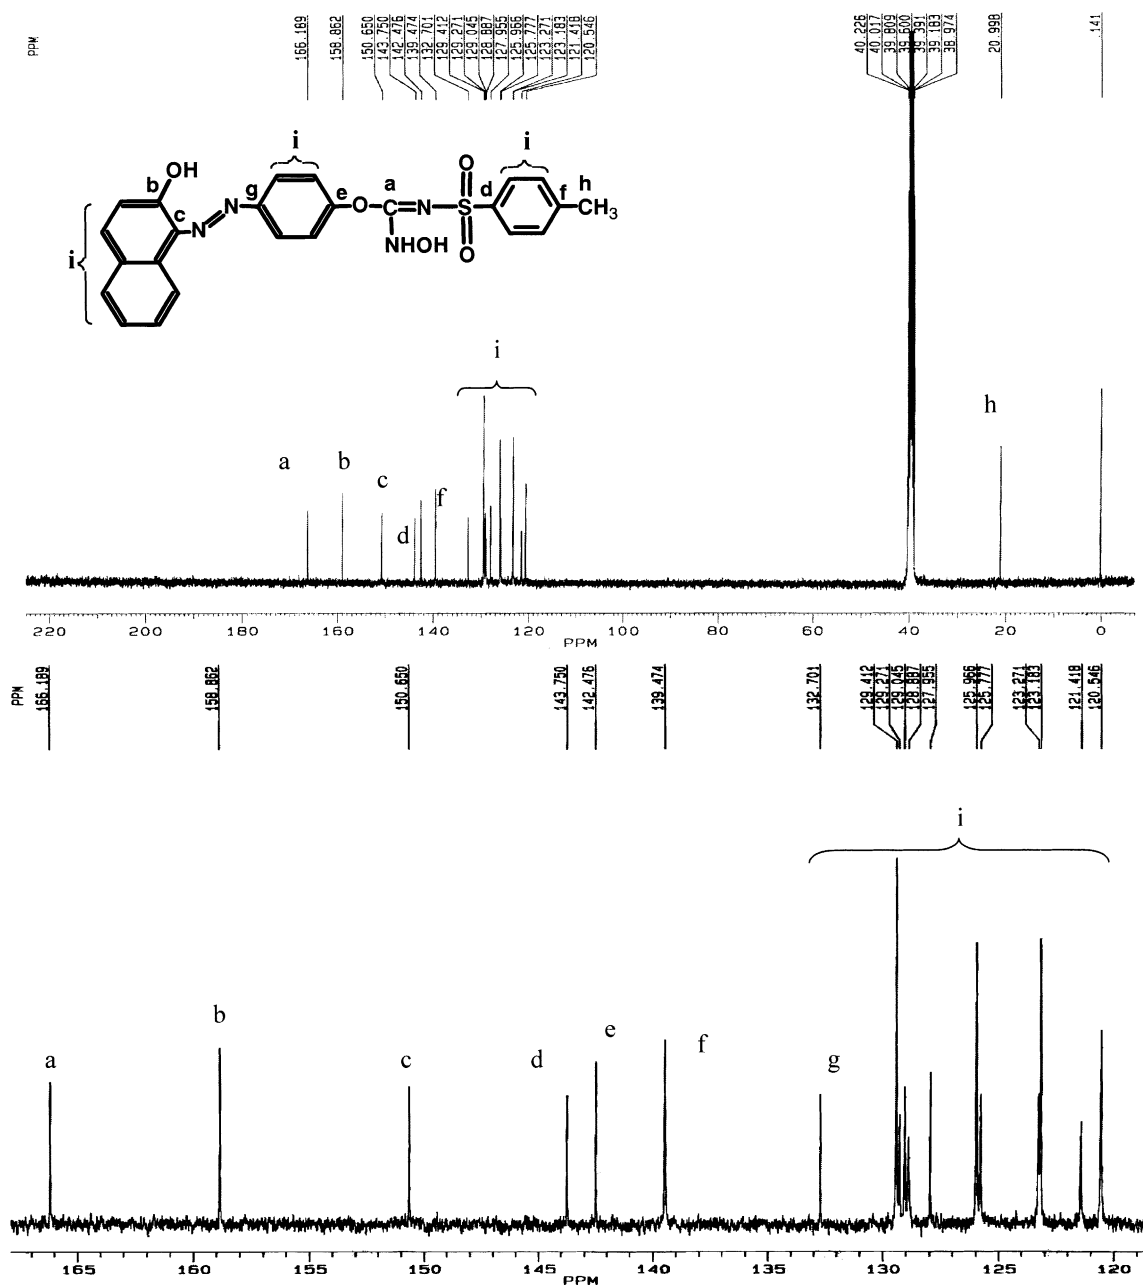 PPM
166.189
158.862
150.650
143.750
142.476
139.474
132.701
129.412
129.271
129.045
128.887
127.955
125.966
125.777
123.271
123.183
121.418
120.546
40.226
40.017
39.809
39.600
39.391
39.183
38.974
20.998
.141
i
i
OH
b
O
a
d
f
h
g
e
O
c
N
N
N
S
CH3
NHOH
O
i
i
h
a
b
c
f
d
220 200 180 160 140 120 100 80 60 40 20 0
PPM
PPM
166.189
158.862
150.650
143.750
142.476
139.474
132.701
129.412
129.271
129.045
128.887
127.955
125.966
125.777
123.271
123.183
121.418
120.546
i
b
e
a
c
d
f
g
165 160 155 150 145 140 135 130 125 120
PPM